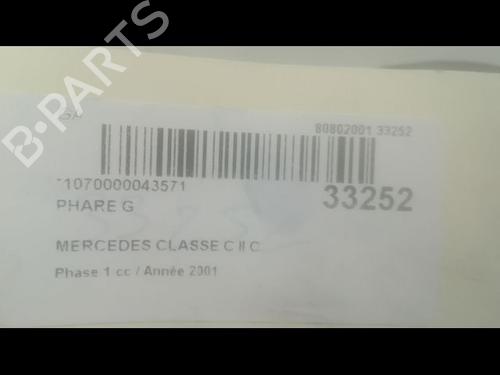 B-PARTS
80802001 33252
1070000043571
33252
PHARE G
MERCEDES CLASSE C II C
Phase 1 cc / Année 2001